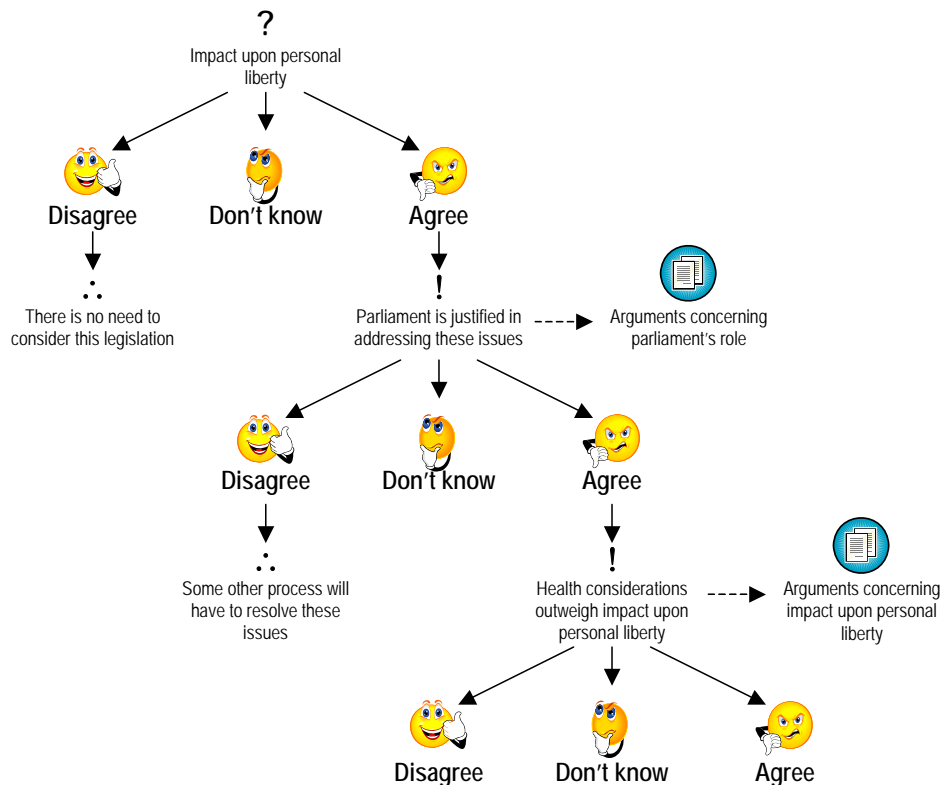 ?
Impact upon personal
liberty
Disagree
Don't know
Agree
∴
There is no need to
consider this legislation
!
Parliament is justified in
addressing these issues
Arguments concerning
parliament's role
Disagree
Don't know
Agree
∴
Some other process will
have to resolve these
issues
!
Health considerations
outweigh impact upon
personal liberty
Arguments concerning
impact upon personal
liberty
Disagree
Don't know
Agree